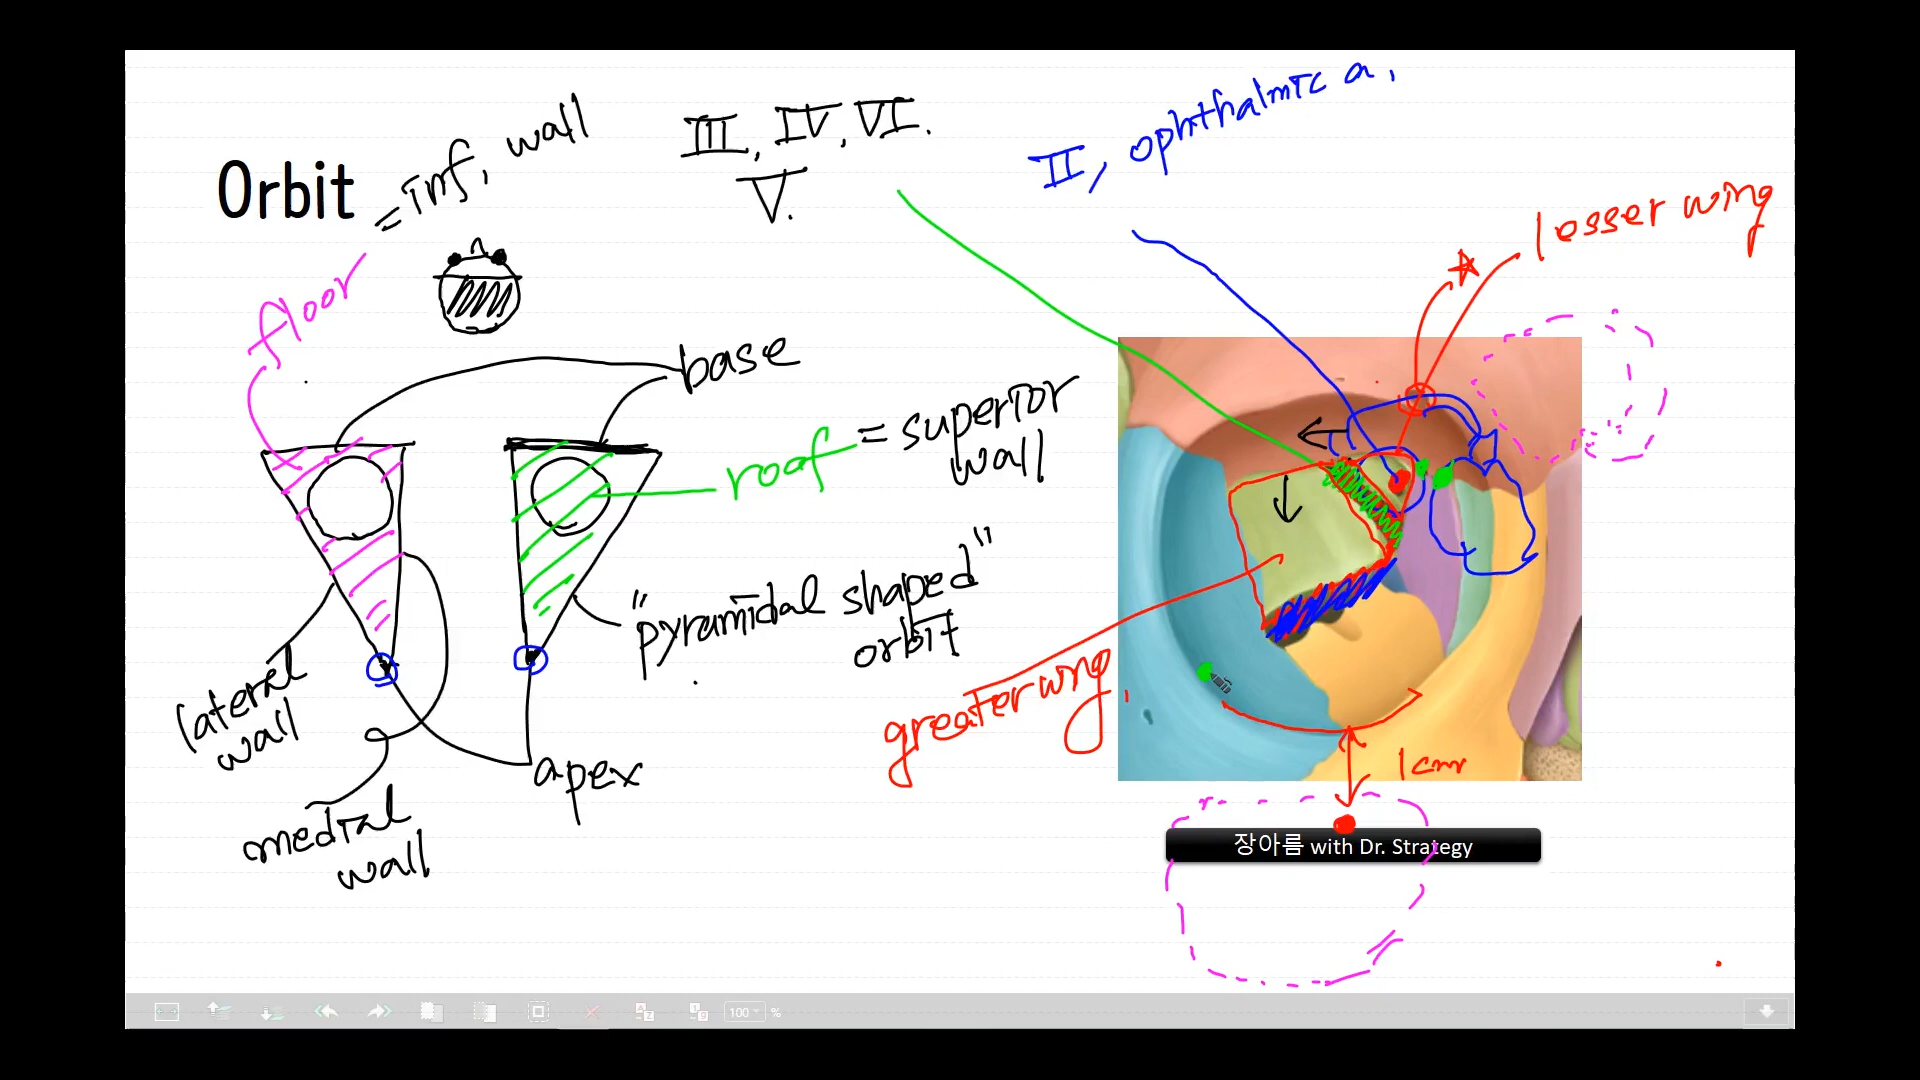 Orbit
= inf, wall
III, IV, VI.
V.
II, ophthalmic a,
lesser wing
floor
base
roof = superior
wall
"pyramidal shaped"
orbit
greater wing,
lateral
wall
apex
medial
wall
1cm
장아름 with Dr. Strategy
100 %